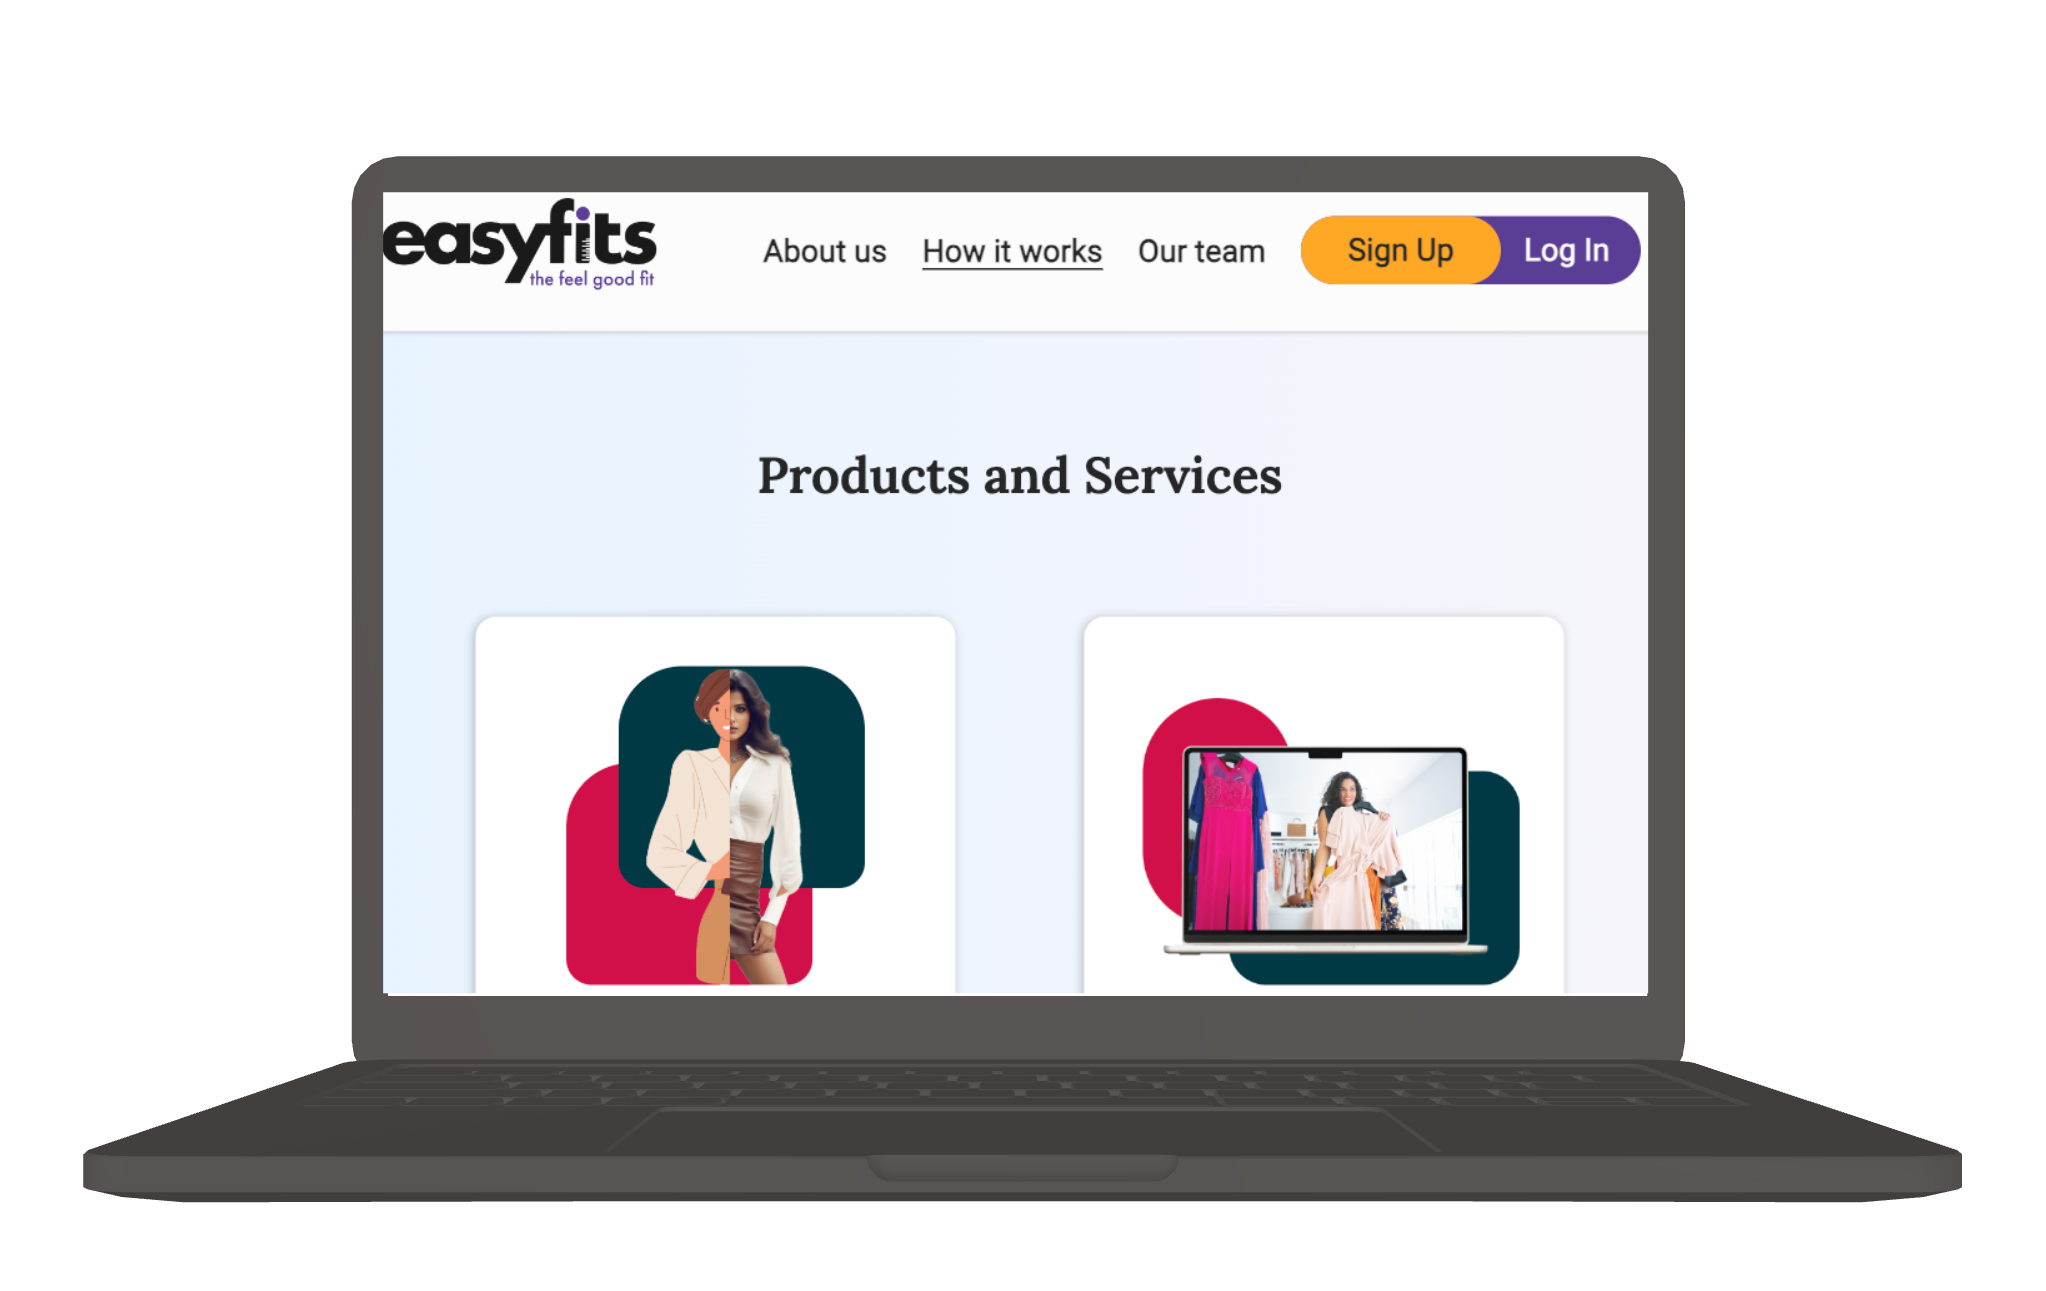 easyfits
the feel good fit
About us How it works Our team Sign Up Log In
Products and Services